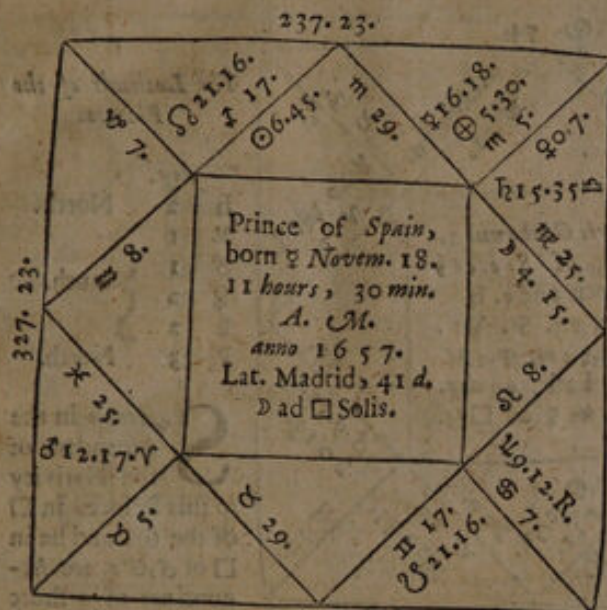 237. 23.
☊ 21. 16.
♐ 17.
☉ 6. 45.
♏ 29.
☿ 16. 18.
⊕ 5. 30.
♏ 5.
♀ 0. 7.
♄ 15. 35
♍ 25.
☽ 4. 15.
♑ 7.
♒ 8.
327. 23.
Prince of Spain,
born ☿ Novem. 18.
11 hours, 30 min.
A. M.
anno 1657.
Lat. Madrid, 41 d.
☽ ad □ Solis.
♌ 8.
♓ 25.
♂ 12. 17. ♈
♃ 9. 12. R.
♋ 7.
♉ 5.
♉ 29.
♊ 17.
☋ 21. 16.